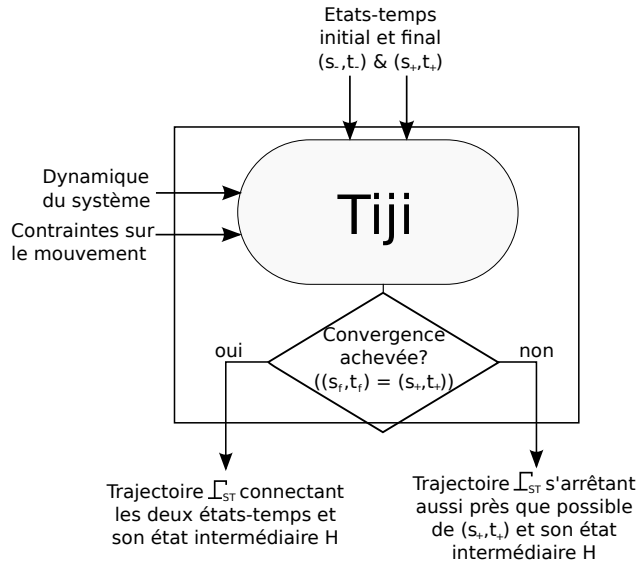 Etats-temps
initial et final
(s₋,t₋) & (s₊,t₊)
Dynamique
du système
Contraintes sur
le mouvement
Tiji
Convergence
achevée?
((s_f,t_f) = (s₊,t₊))
oui
non
Trajectoire Γ_ST connectant
les deux états-temps et
son état intermédiaire H
Trajectoire Γ_ST s'arrêtant
aussi près que possible
de (s₊,t₊) et son état
intermédiaire H